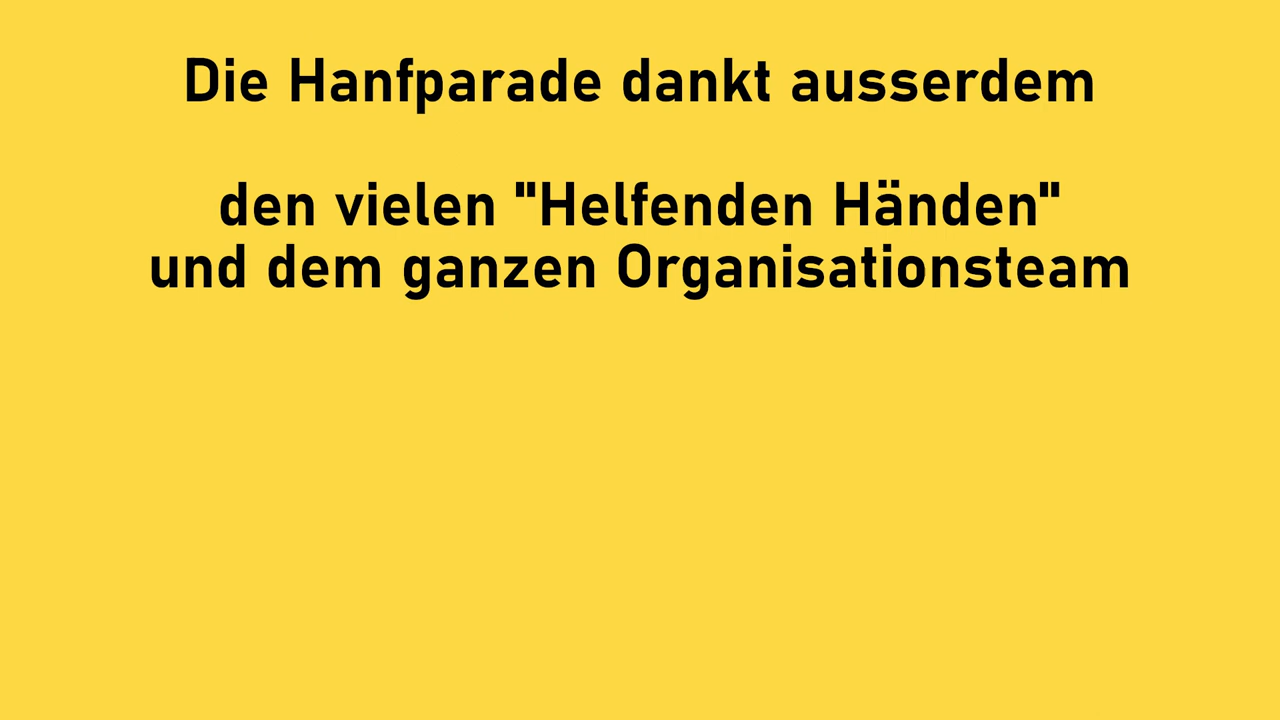 Die Hanfparade dankt ausserdem
den vielen "Helfenden Händen"
und dem ganzen Organisationsteam